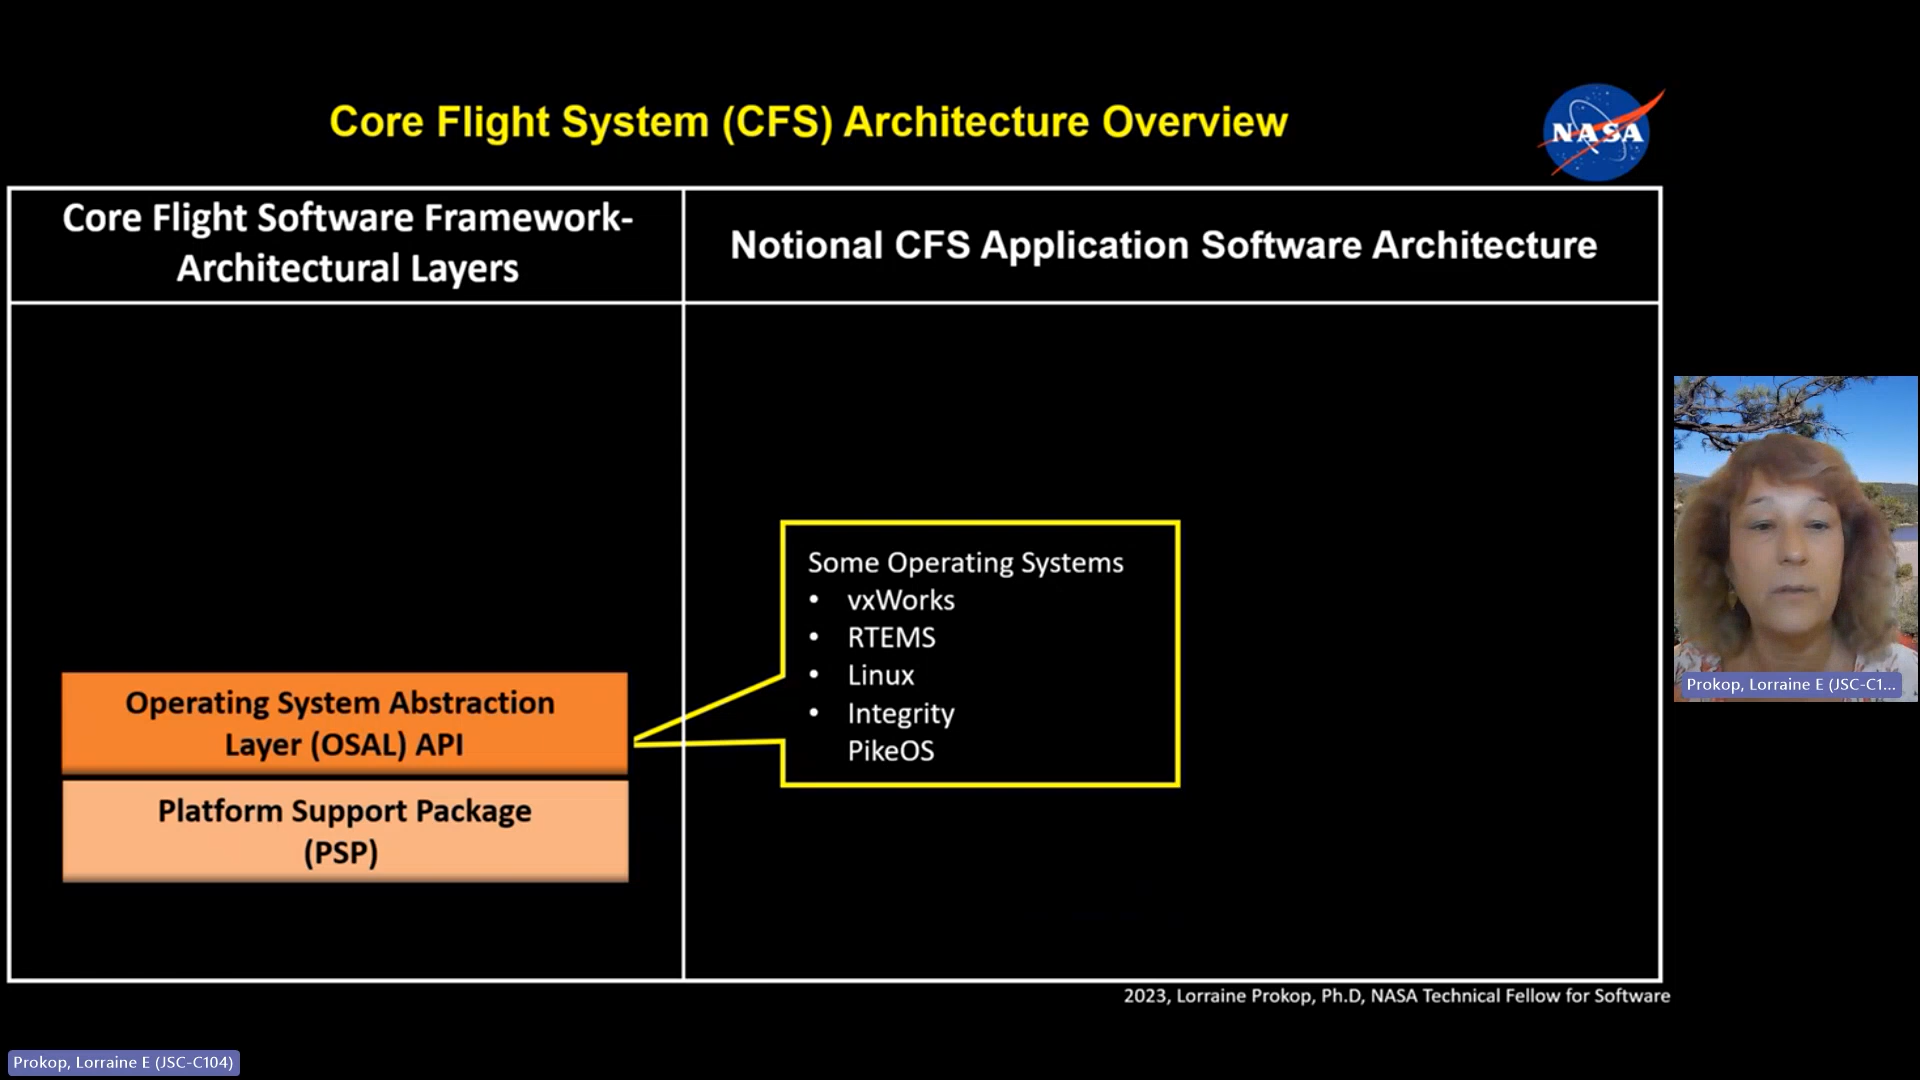 Core Flight System (CFS) Architecture Overview
NASA
Core Flight Software Framework-
Architectural Layers
Notional CFS Application Software Architecture
Some Operating Systems
• vxWorks
• RTEMS
• Linux
• Integrity
PikeOS
Operating System Abstraction
Layer (OSAL) API
Platform Support Package
(PSP)
Prokop, Lorraine E (JSC-C1...
2023, Lorraine Prokop, Ph.D, NASA Technical Fellow for Software
Prokop, Lorraine E (JSC-C104)